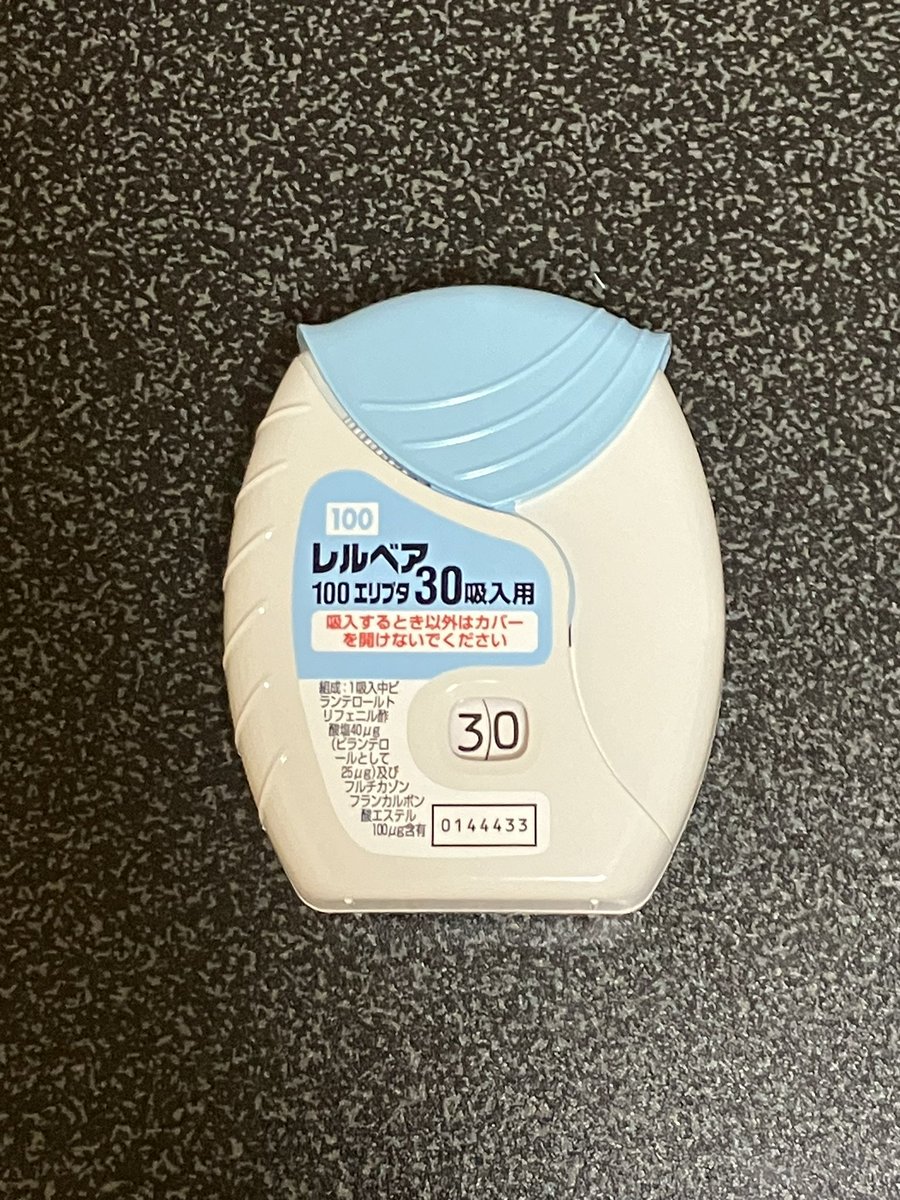 100
レルベア
100エリプタ30吸入用
吸入するとき以外はカバー
を開けないでください
組成:1吸入中ビ
ランテロールト
リフェニル酢
酸塩40μg
(ビランテロ
ールとして
25μg)及び
フルチカゾン
フランカルボン
酸エステル
100μg含有
30
0144433